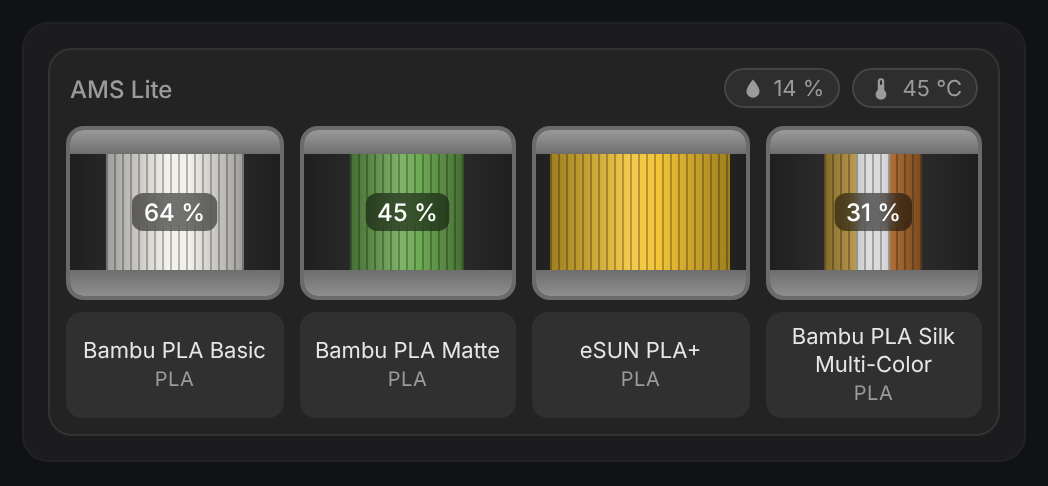 AMS Lite
14 %
45 °C
64 %
45 %
31 %
Bambu PLA Basic
PLA
Bambu PLA Matte
PLA
eSUN PLA+
PLA
Bambu PLA Silk
Multi-Color
PLA